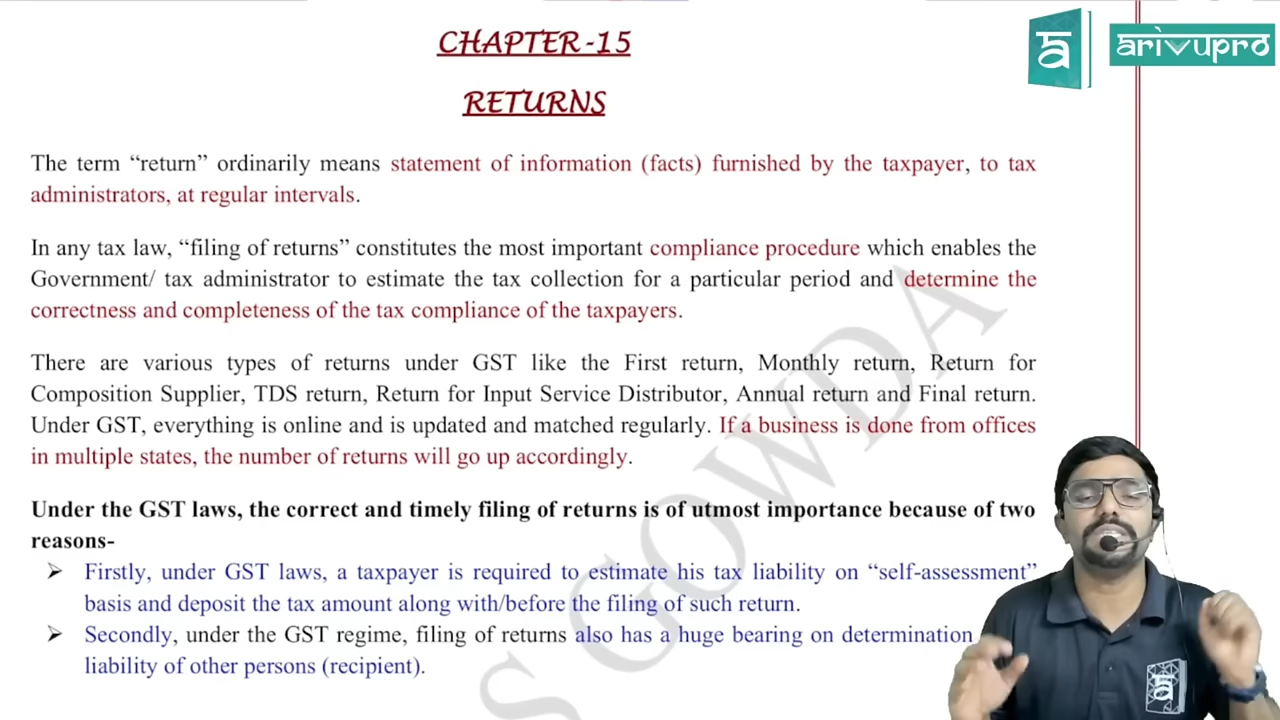 CHAPTER-15
RETURNS
The term “return” ordinarily means statement of information (facts) furnished by the taxpayer, to tax
administrators, at regular intervals.
In any tax law, “filing of returns” constitutes the most important compliance procedure which enables the
Government/ tax administrator to estimate the tax collection for a particular period and determine the
correctness and completeness of the tax compliance of the taxpayers.
There are various types of returns under GST like the First return, Monthly return, Return for
Composition Supplier, TDS return, Return for Input Service Distributor, Annual return and Final return.
Under GST, everything is online and is updated and matched regularly. If a business is done from offices
in multiple states, the number of returns will go up accordingly.
Under the GST laws, the correct and timely filing of returns is of utmost importance because of two
reasons-
➢ Firstly, under GST laws, a taxpayer is required to estimate his tax liability on “self-assessment”
basis and deposit the tax amount along with/before the filing of such return.
➢ Secondly, under the GST regime, filing of returns also has a huge bearing on determination
liability of other persons (recipient).
arivupro
S GOWDA